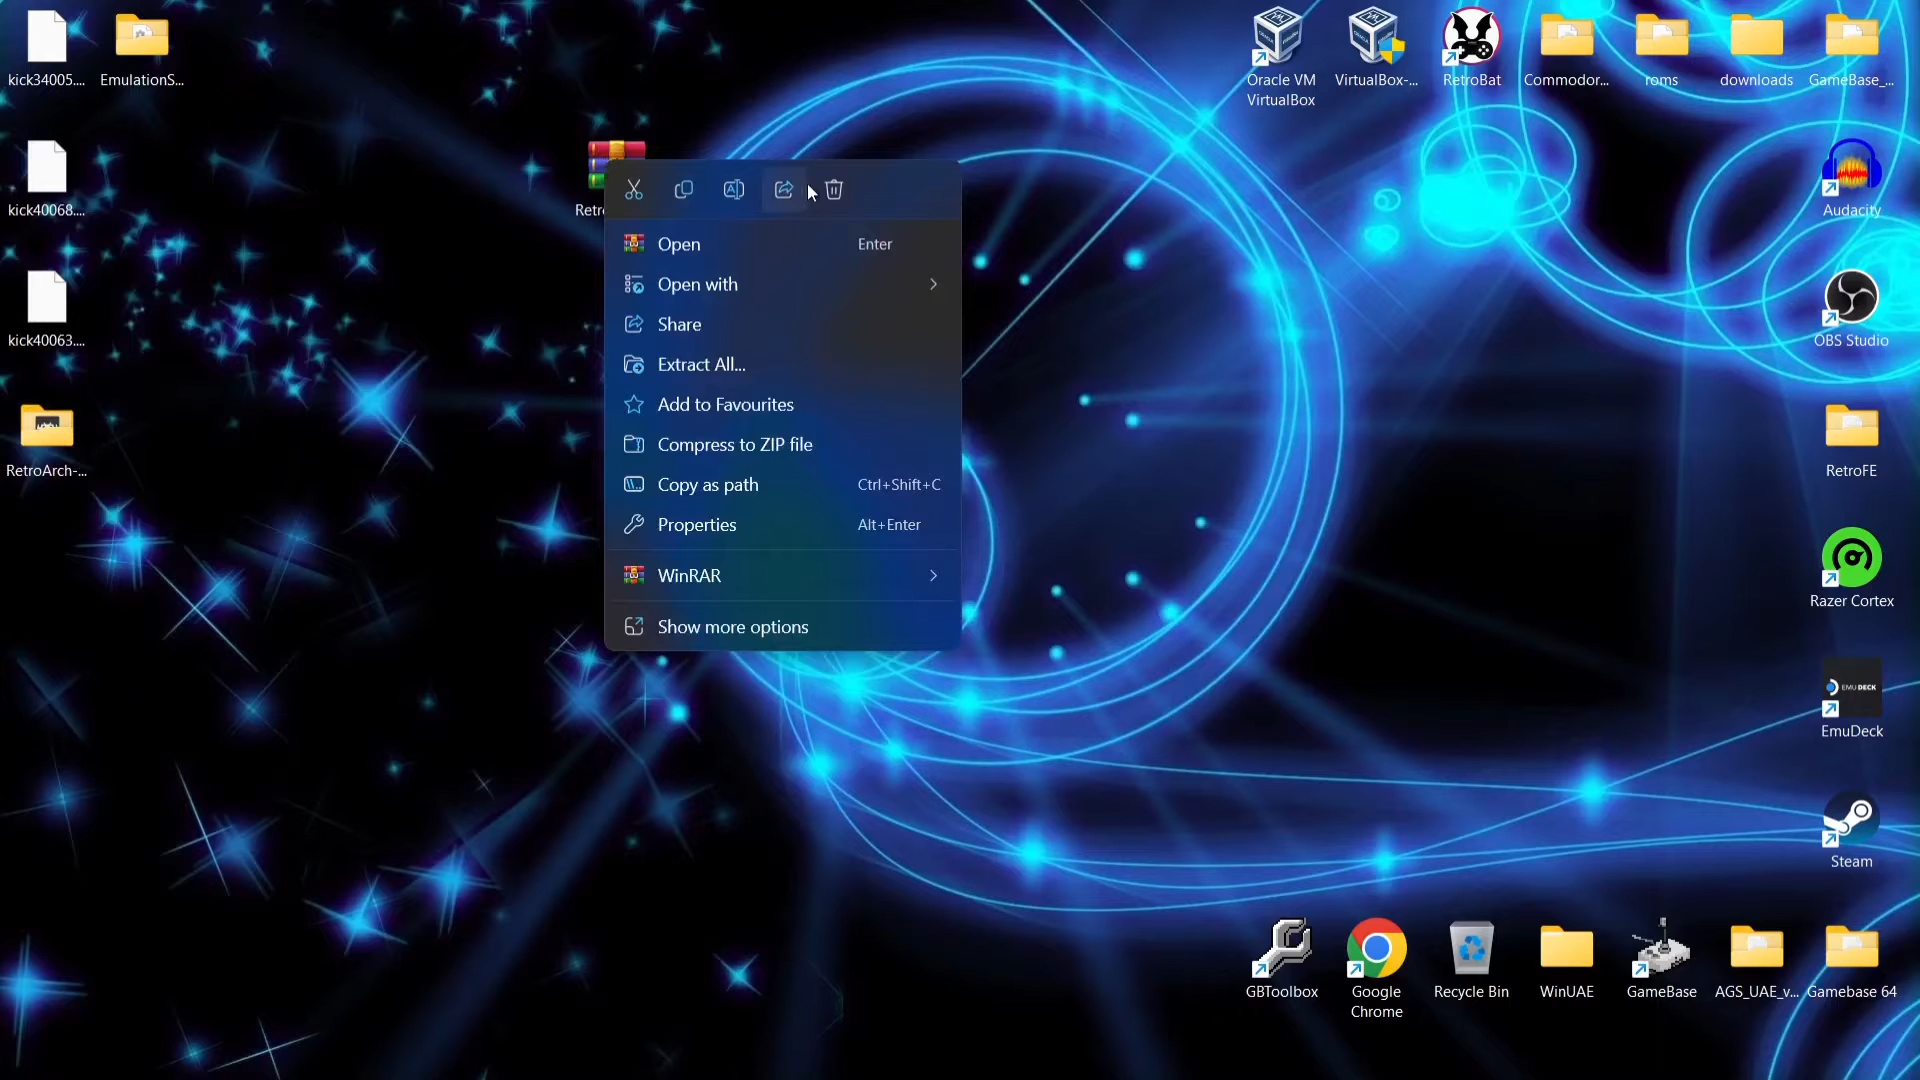 kick34005....
EmulationS...
Oracle VM
VirtualBox
VirtualBox-...
RetroBat
Commodor...
roms
downloads
GameBase_...
kick40068....
Retr
Audacity
kick40063....
OBS Studio
RetroArch-...
RetroFE
Razer Cortex
EMU DECK
EmuDeck
Steam
Open Enter
Open with
Share
Extract All...
Add to Favourites
Compress to ZIP file
Copy as path Ctrl+Shift+C
Properties Alt+Enter
WinRAR
Show more options
GBToolbox
Google
Chrome
Recycle Bin
WinUAE
GameBase
AGS_UAE_v...
Gamebase 64